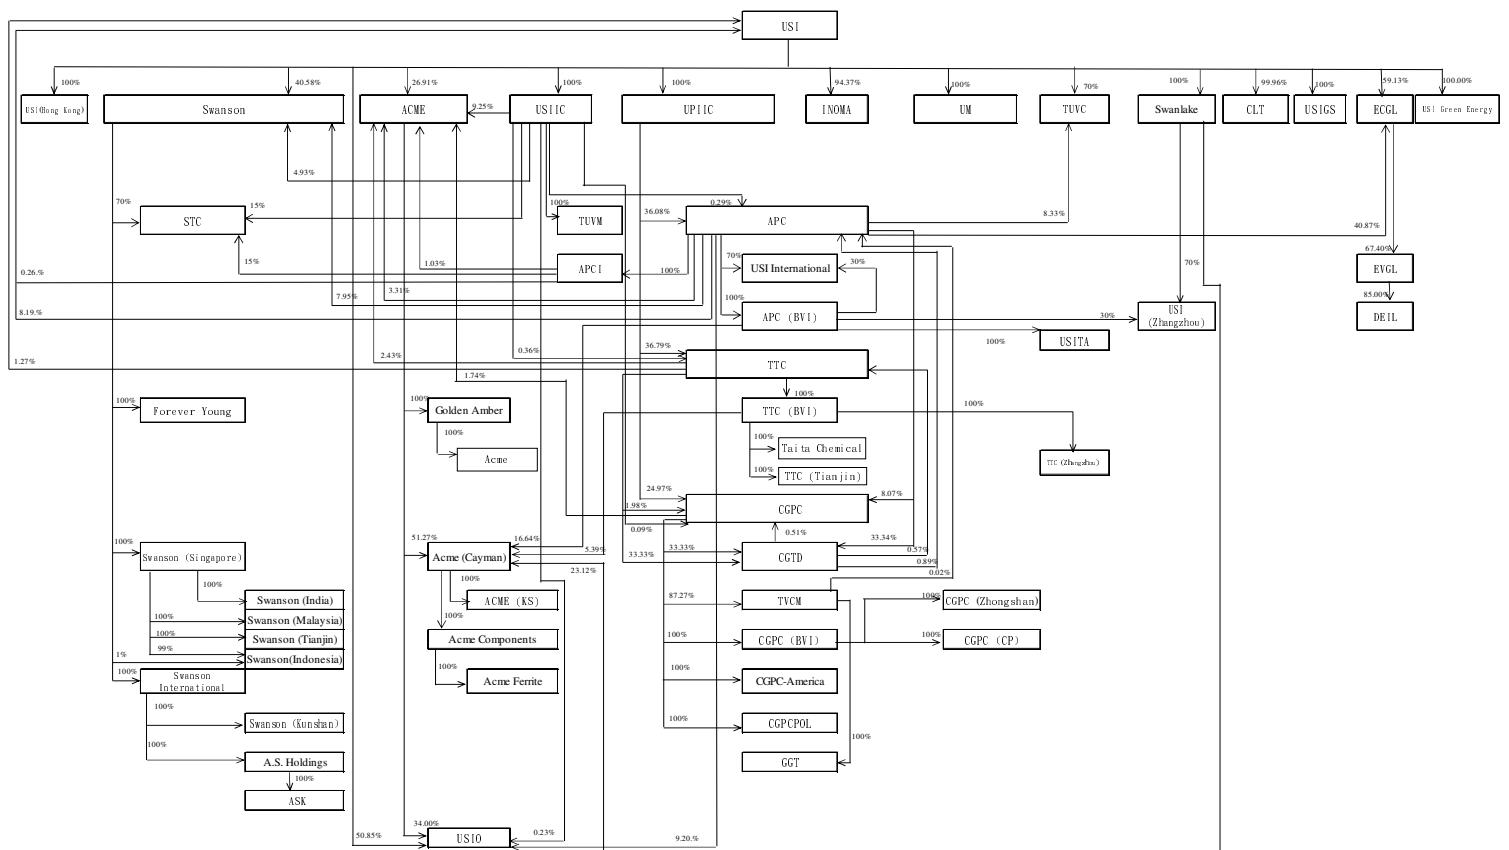 USI
100%
40.58%
26.91%
100%
100%
94.37%
100%
70%
100%
99.96%
100%
59.13%
100.00%
USI(Hong Kong)
Swanson
ACME
9.25%
USIIC
UPIIC
INOMA
UM
TUVC
Swanlake
CLT
USIGS
ECGL
USI Green Energy
4.93%
70%
15%
100%
36.08%
0.29%
8.33%
40.87%
STC
TUVM
APC
67.40%
0.26.%
15%
1.03%
APCI
100%
70%
USI International
30%
70%
EVGL
3.31%
7.95%
100%
85.00%
8.19.%
APC (BVI)
30%
USI
(Zhangzhou)
DEIL
100%
USITA
1.27%
2.43%
0.36%
36.79%
1.74%
TTC
100%
100%
100%
100%
Forever Young
Golden Amber
TTC (BVI)
100%
100%
Acme
Taita Chemical
TTC (Zhangzhou)
100%
TTC (Tianjin)
24.97%
8.07%
1.98%
CGPC
0.09%
0.51%
100%
51.27%
16.64%
5.39%
33.33%
33.33%
33.34%
0.57%
Swanson (Singapore)
Acme (Cayman)
CGTD
0.89%
23.12%
0.02%
100%
100%
Swanson (India)
ACME (KS)
87.27%
TVCM
100%
CGPC (Zhongshan)
100%
Swanson (Malaysia)
100%
100%
Swanson (Tianjin)
Acme Components
100%
CGPC (BVI)
100%
CGPC (CP)
99%
1%
Swanson(Indonesia)
100%
Swanson
International
100%
Acme Ferrite
100%
CGPC-America
100%
Swanson (Kunshan)
100%
CGPCPOL
100%
100%
A.S. Holdings
GGT
100%
ASK
50.85%
34.00%
USIO
0.23%
9.20.%